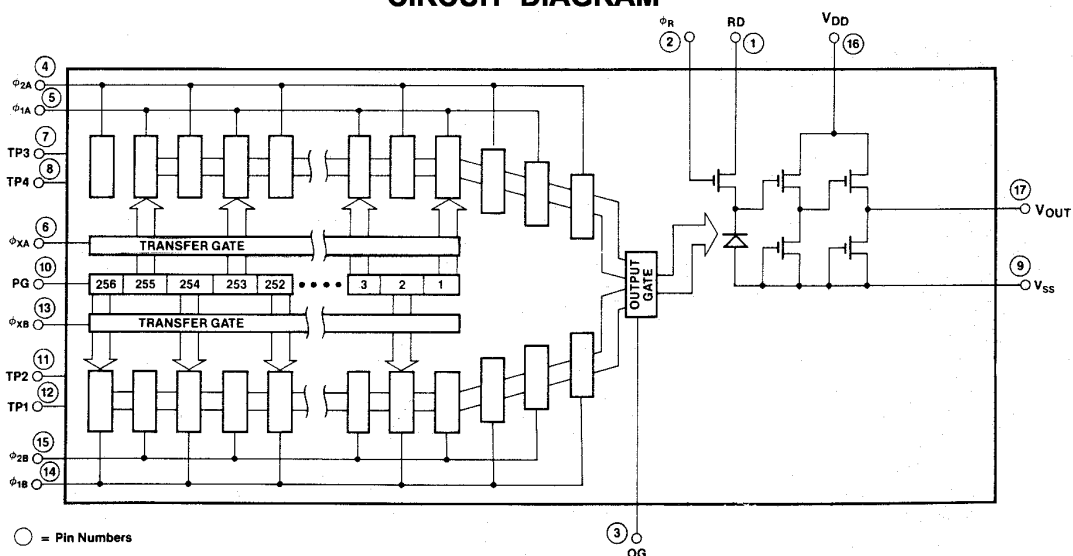 CIRCUIT DIAGRAM
φR
2
RD
1
VDD
16
4
φ2A
5
φ1A
7
TP3
8
TP4
6
φXA
TRANSFER GATE
10
PG
256 255 254 253 252 3 2 1
13
φXB
TRANSFER GATE
11
TP2
12
TP1
15
φ2B
14
φ1B
OUTPUT GATE
17
VOUT
9
VSS
3
OG
= Pin Numbers